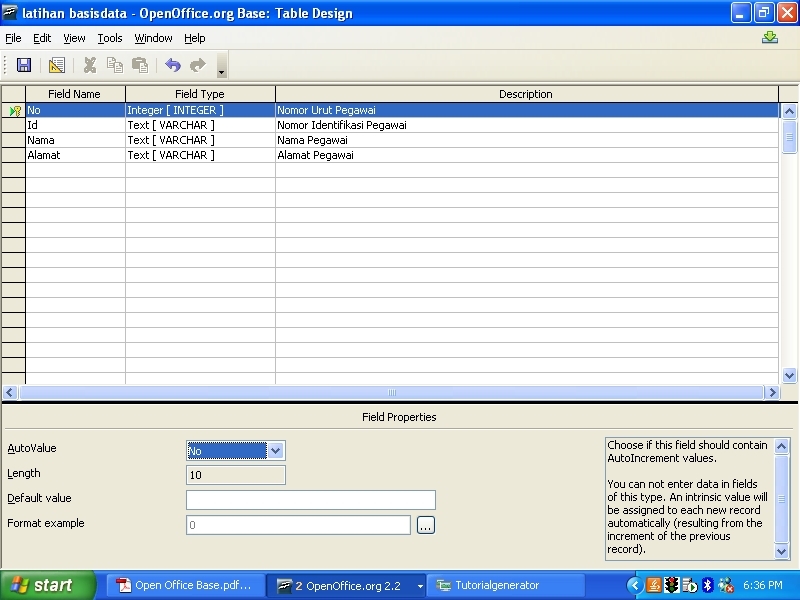 latihan basisdata - OpenOffice.org Base: Table Design
File Edit View Tools Window Help
Field Name Field Type Description
No Integer [ INTEGER ] Nomor Urut Pegawai
Id Text [ VARCHAR ] Nomor Identifikasi Pegawai
Nama Text [ VARCHAR ] Nama Pegawai
Alamat Text [ VARCHAR ] Alamat Pegawai
Field Properties
AutoValue No
Length 10
Default value
Format example 0 ...
Choose if this field should contain
AutoIncrement values.
You can not enter data in fields
of this type. An intrinsic value will
be assigned to each new record
automatically (resulting from the
increment of the previous
record).
start Open Office Base.pdf... 2 OpenOffice.org 2.2 Tutorialgenerator 6:36 PM